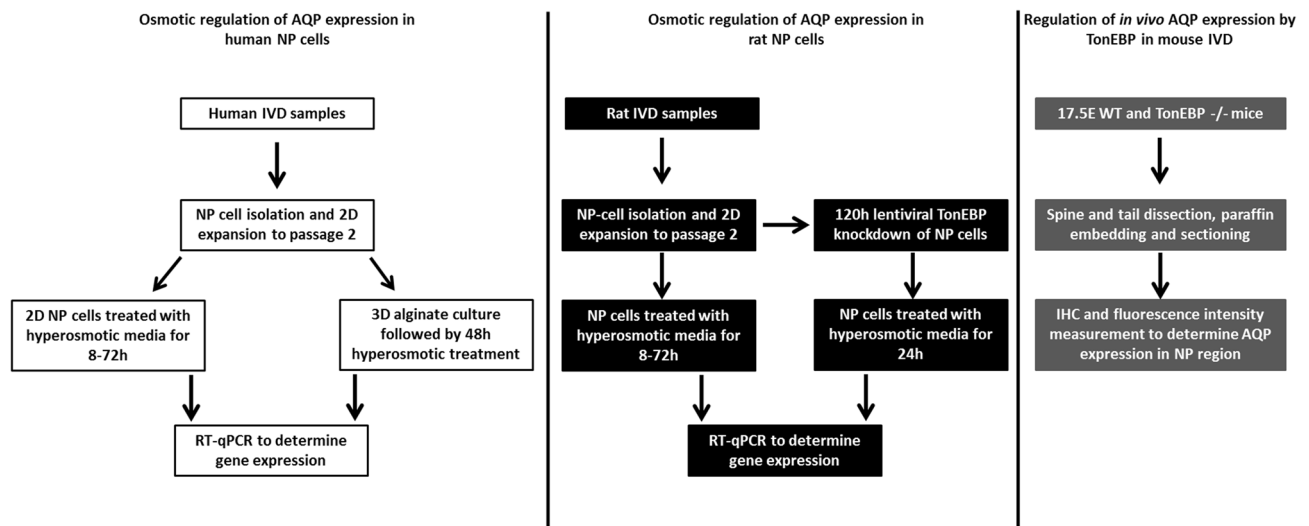 Osmotic regulation of AQP expression in
human NP cells
Human IVD samples
NP cell isolation and 2D
expansion to passage 2
2D NP cells treated with
hyperosmotic media for
8-72h
3D alginate culture
followed by 48h
hyperosmotic treatment
RT-qPCR to determine
gene expression
Osmotic regulation of AQP expression in
rat NP cells
Rat IVD samples
NP-cell isolation and 2D
expansion to passage 2
120h lentiviral TonEBP
knockdown of NP cells
NP cells treated with
hyperosmotic media for
8-72h
NP cells treated with
hyperosmotic media for
24h
RT-qPCR to determine
gene expression
Regulation of in vivo AQP expression by
TonEBP in mouse IVD
17.5E WT and TonEBP -/- mice
Spine and tail dissection, paraffin
embedding and sectioning
IHC and fluorescence intensity
measurement to determine AQP
expression in NP region